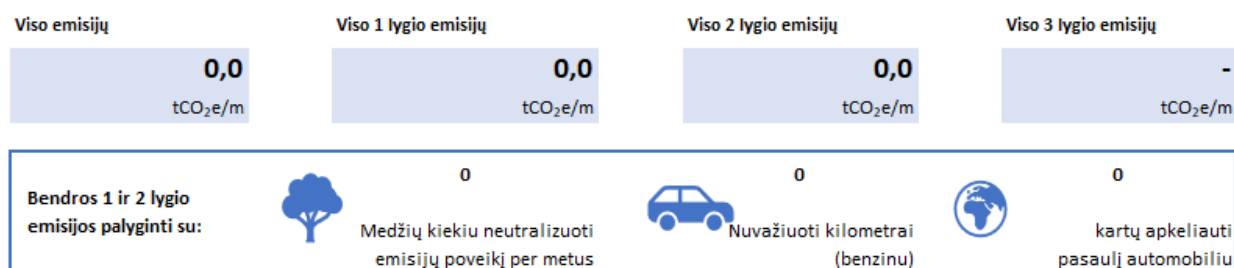 Viso emisijų
Viso 1 lygio emisijų
Viso 2 lygio emisijų
Viso 3 lygio emisijų
0,0
0,0
0,0
-
tCO₂e/m
tCO₂e/m
tCO₂e/m
tCO₂e/m
Bendros 1 ir 2 lygio
emisijos palyginti su:
0
Medžių kiekiu neutralizuoti
emisijų poveikį per metus
0
Nuvažiuoti kilometrai
(benzinu)
0
kartų apkeliauti
pasaulį automobiliu